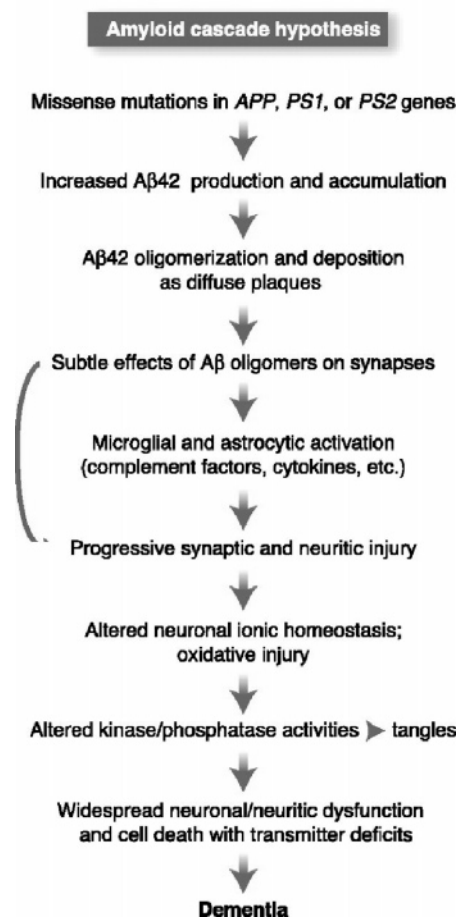 Amyloid cascade hypothesis
Missense mutations in APP, PS1, or PS2 genes
Increased Aβ42 production and accumulation
Aβ42 oligomerization and deposition
as diffuse plaques
Subtle effects of Aβ oligomers on synapses
Microglial and astrocytic activation
(complement factors, cytokines, etc.)
Progressive synaptic and neuritic injury
Altered neuronal ionic homeostasis;
oxidative injury
Altered kinase/phosphatase activities tangles
Widespread neuronal/neuritic dysfunction
and cell death with transmitter deficits
Dementia